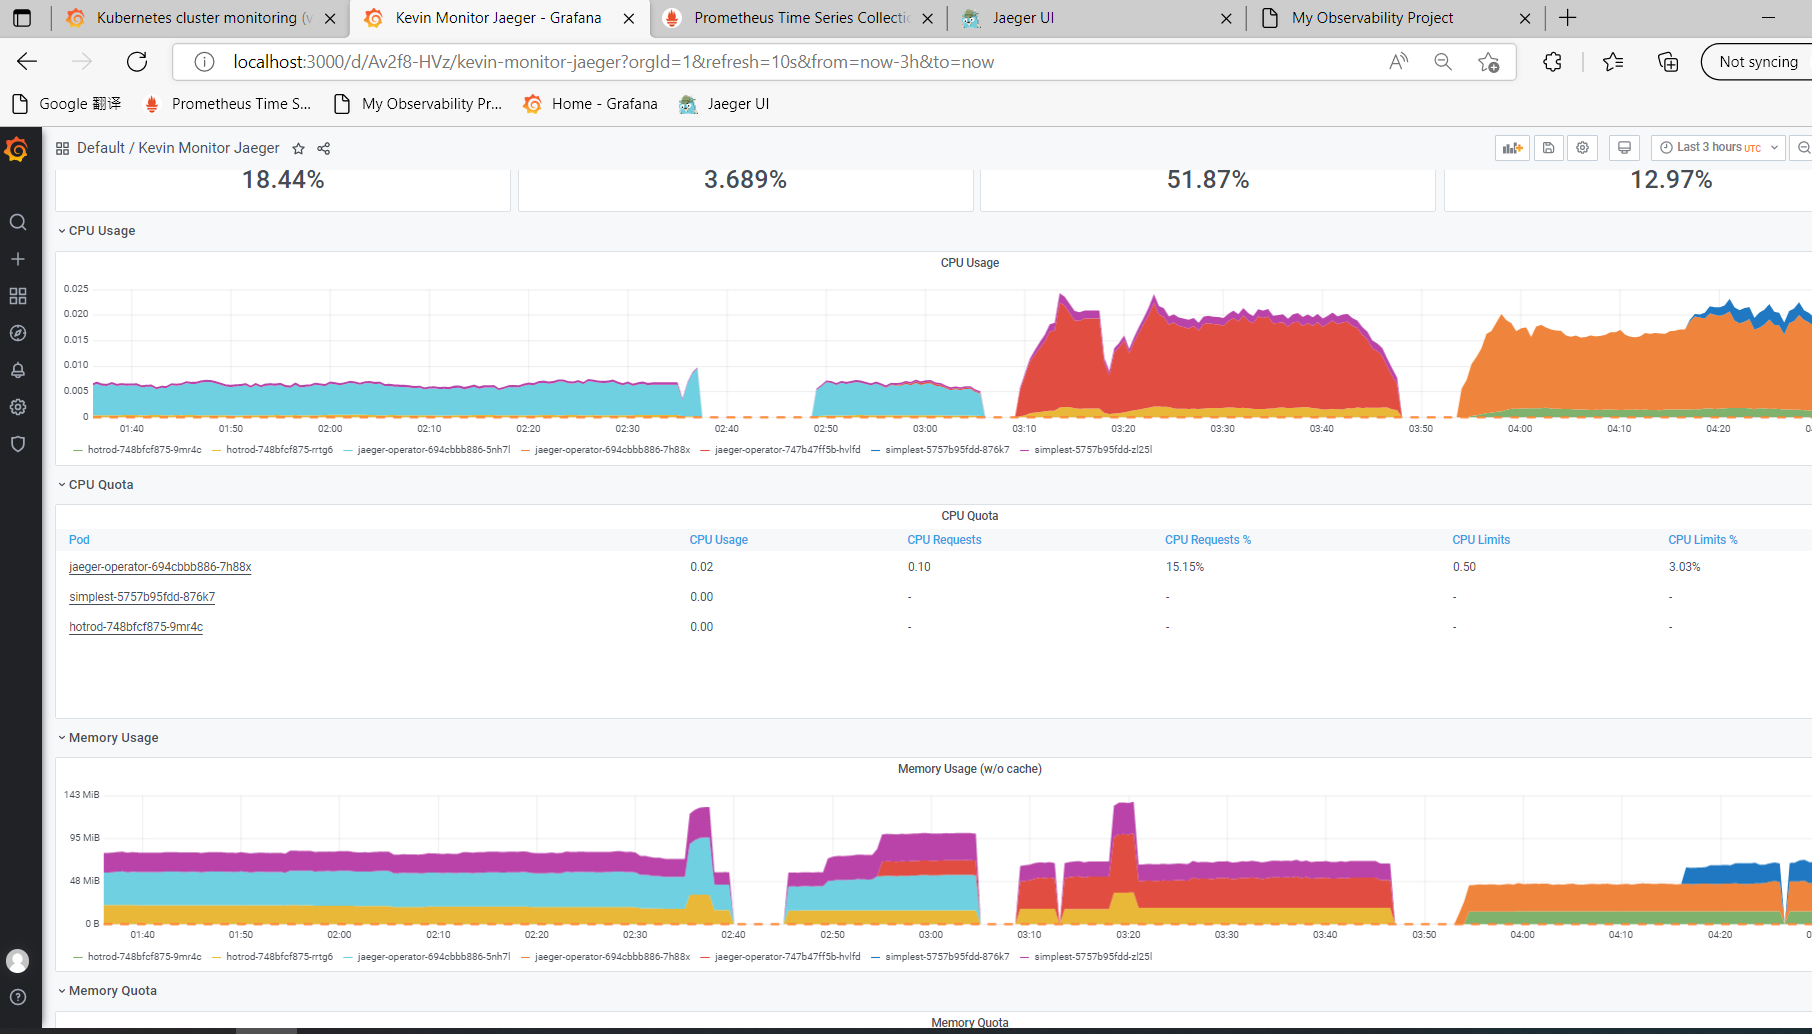 Kubernetes cluster monitoring (v
Kevin Monitor Jaeger - Grafana
Prometheus Time Series Collectic
Jaeger UI
My Observability Project
localhost:3000/d/Av2f8-HVz/kevin-monitor-jaeger?orgId=1&refresh=10s&from=now-3h&to=now
Not syncing
Google 翻译
Prometheus Time S...
My Observability Pr...
Home - Grafana
Jaeger UI
Default / Kevin Monitor Jaeger
Last 3 hours UTC
18.44% 3.689% 51.87% 12.97%
CPU Usage
CPU Usage
0.025
0.020
0.015
0.010
0.005
0
01:40 01:50 02:00 02:10 02:20 02:30 02:40 02:50 03:00 03:10 03:20 03:30 03:40 03:50 04:00 04:10 04:20
hotrod-748bfcf875-9mr4c hotrod-748bfcf875-rrtg6 jaeger-operator-694cbbb886-5nh7l jaeger-operator-694cbbb886-7h88x jaeger-operator-747b47ff5b-hvlfd simplest-5757b95fdd-876k7 simplest-5757b95fdd-zl25l
CPU Quota
CPU Quota
Pod CPU Usage CPU Requests CPU Requests % CPU Limits CPU Limits %
jaeger-operator-694cbbb886-7h88x 0.02 0.10 15.15% 0.50 3.03%
simplest-5757b95fdd-876k7 0.00 - - - -
hotrod-748bfcf875-9mr4c 0.00 - - - -
Memory Usage
Memory Usage (w/o cache)
143 MiB
95 MiB
48 MiB
0 B
01:40 01:50 02:00 02:10 02:20 02:30 02:40 02:50 03:00 03:10 03:20 03:30 03:40 03:50 04:00 04:10 04:20
hotrod-748bfcf875-9mr4c hotrod-748bfcf875-rrtg6 jaeger-operator-694cbbb886-5nh7l jaeger-operator-694cbbb886-7h88x jaeger-operator-747b47ff5b-hvlfd simplest-5757b95fdd-876k7 simplest-5757b95fdd-zl25l
Memory Quota
Memory Quota